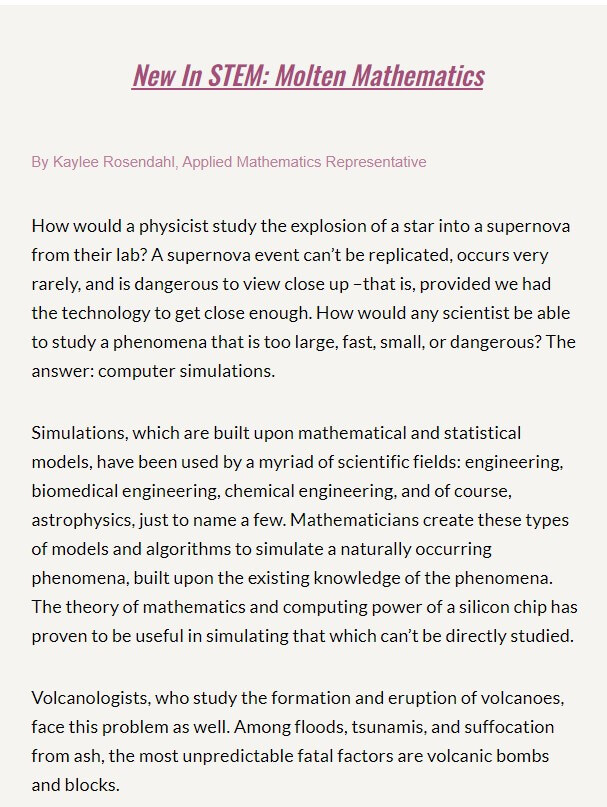 New In STEM: Molten Mathematics
By Kaylee Rosendahl, Applied Mathematics Representative
How would a physicist study the explosion of a star into a supernova
from their lab? A supernova event can’t be replicated, occurs very
rarely, and is dangerous to view close up –that is, provided we had
the technology to get close enough. How would any scientist be able
to study a phenomena that is too large, fast, small, or dangerous? The
answer: computer simulations.
Simulations, which are built upon mathematical and statistical
models, have been used by a myriad of scientific fields: engineering,
biomedical engineering, chemical engineering, and of course,
astrophysics, just to name a few. Mathematicians create these types
of models and algorithms to simulate a naturally occurring
phenomena, built upon the existing knowledge of the phenomena.
The theory of mathematics and computing power of a silicon chip has
proven to be useful in simulating that which can’t be directly studied.
Volcanologists, who study the formation and eruption of volcanoes,
face this problem as well. Among floods, tsunamis, and suffocation
from ash, the most unpredictable fatal factors are volcanic bombs
and blocks.